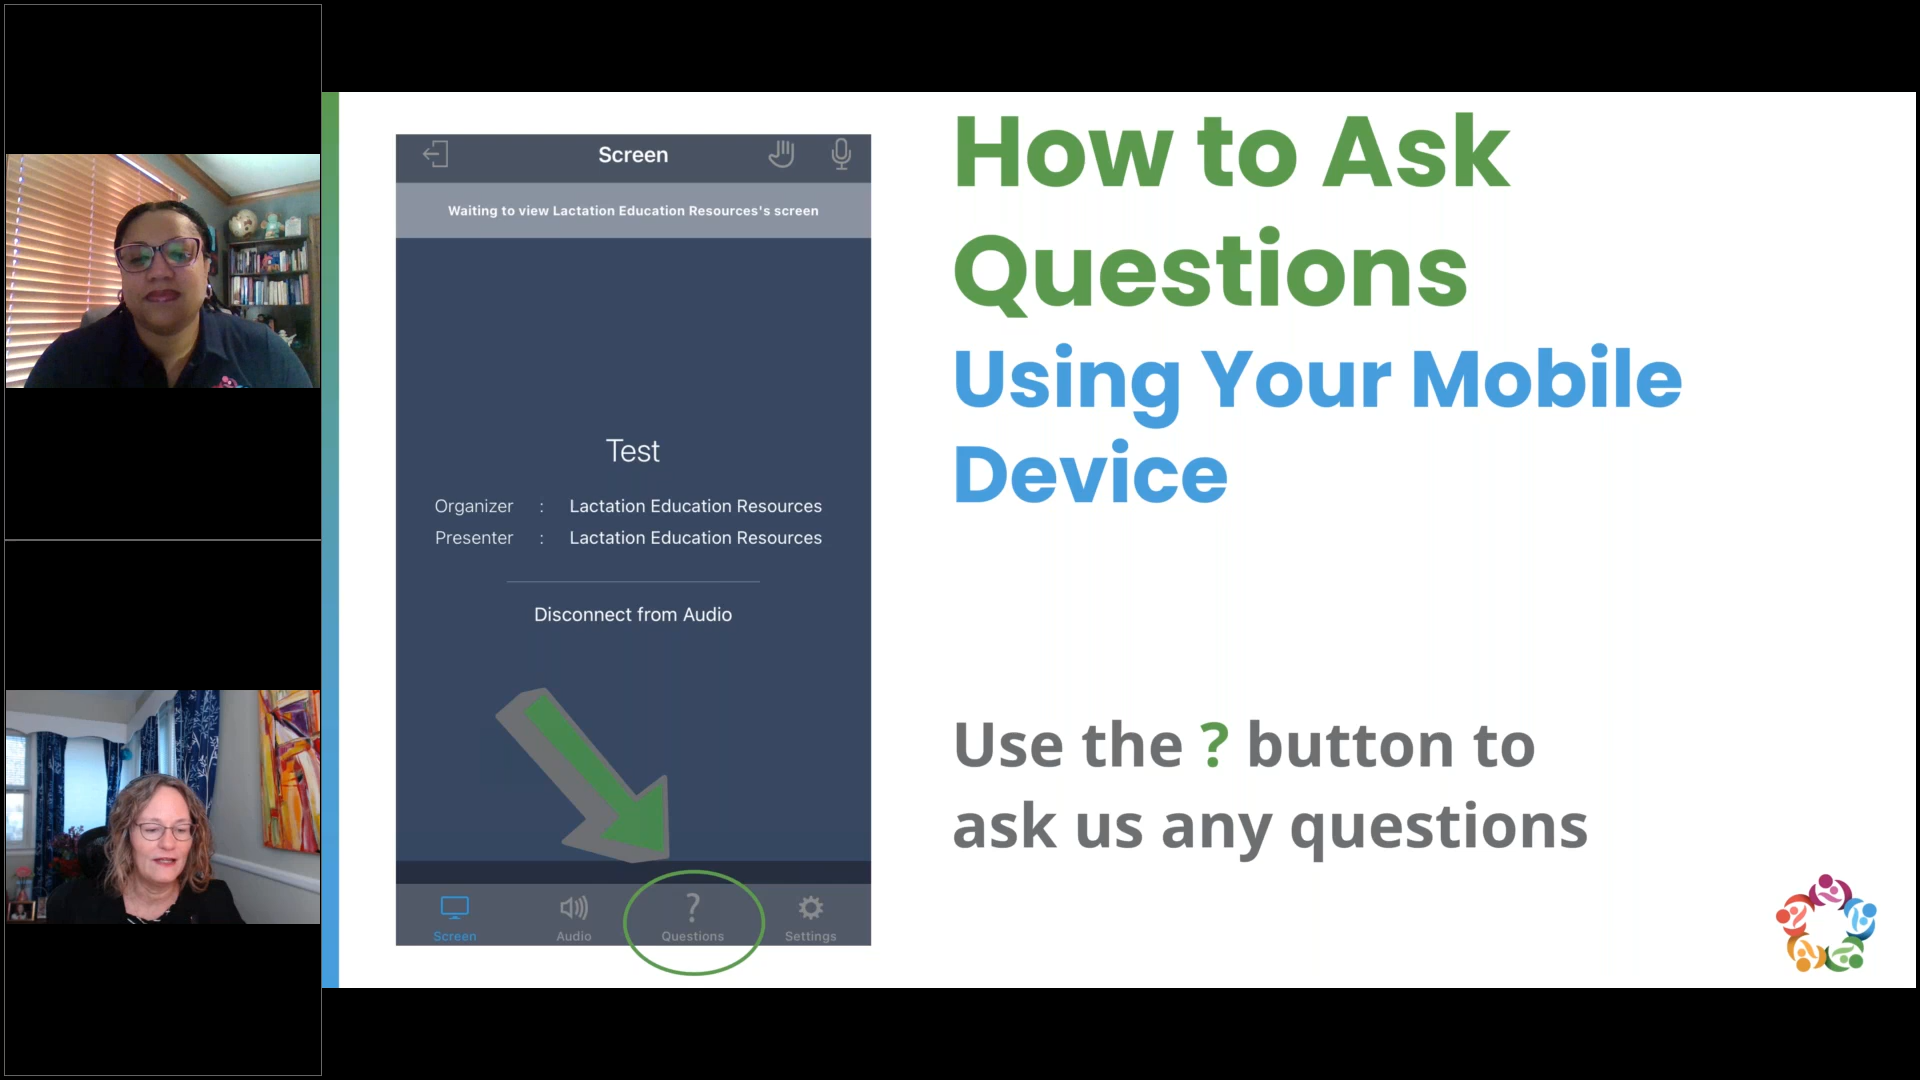 Screen
Waiting to view Lactation Education Resources's screen
Test
Organizer : Lactation Education Resources
Presenter : Lactation Education Resources
Disconnect from Audio
Screen
Audio
?
Questions
Settings
How to Ask
Questions
Using Your Mobile
Device
Use the ? button to
ask us any questions